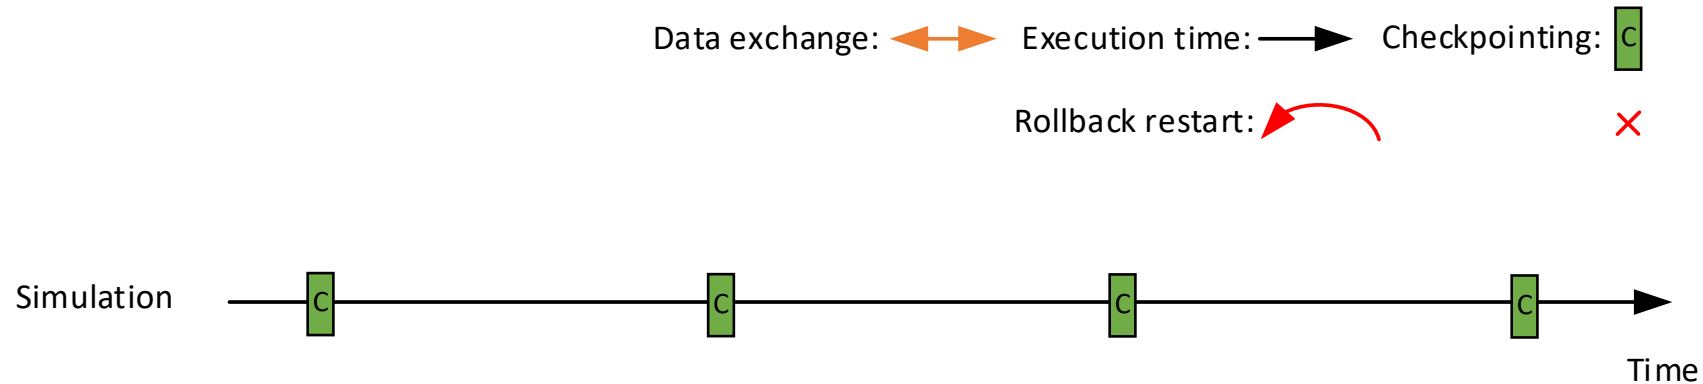 Data exchange: Execution time: Checkpointing: C
Rollback restart:
Simulation C C C C
Time